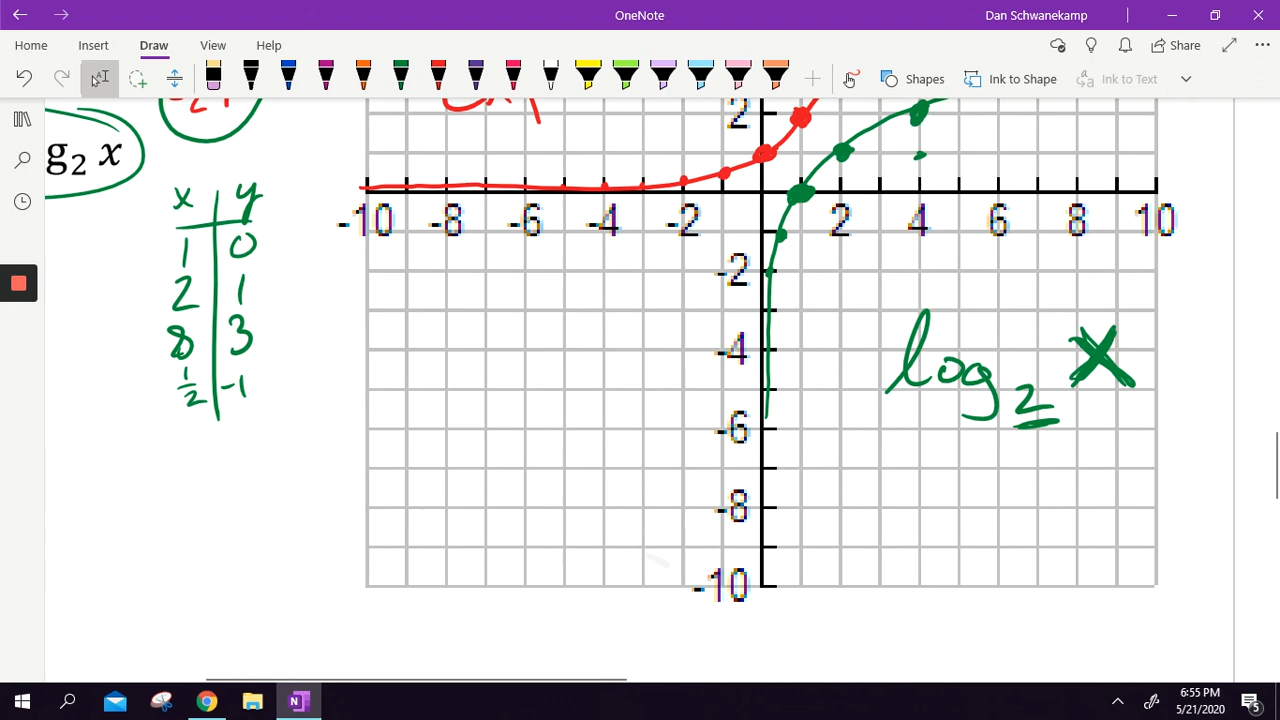 OneNote
Dan Schwanekamp
Home Insert Draw View Help
Share
Shapes
Ink to Shape
Ink to Text
g₂ x
x y
1 0
2 1
8 3
1/2 -1
2
-10 -8 -6 -4 -2 2 4 6 8 10
-2
-4
-6
-8
-10
log₂ x
6:55 PM
5/21/2020
5